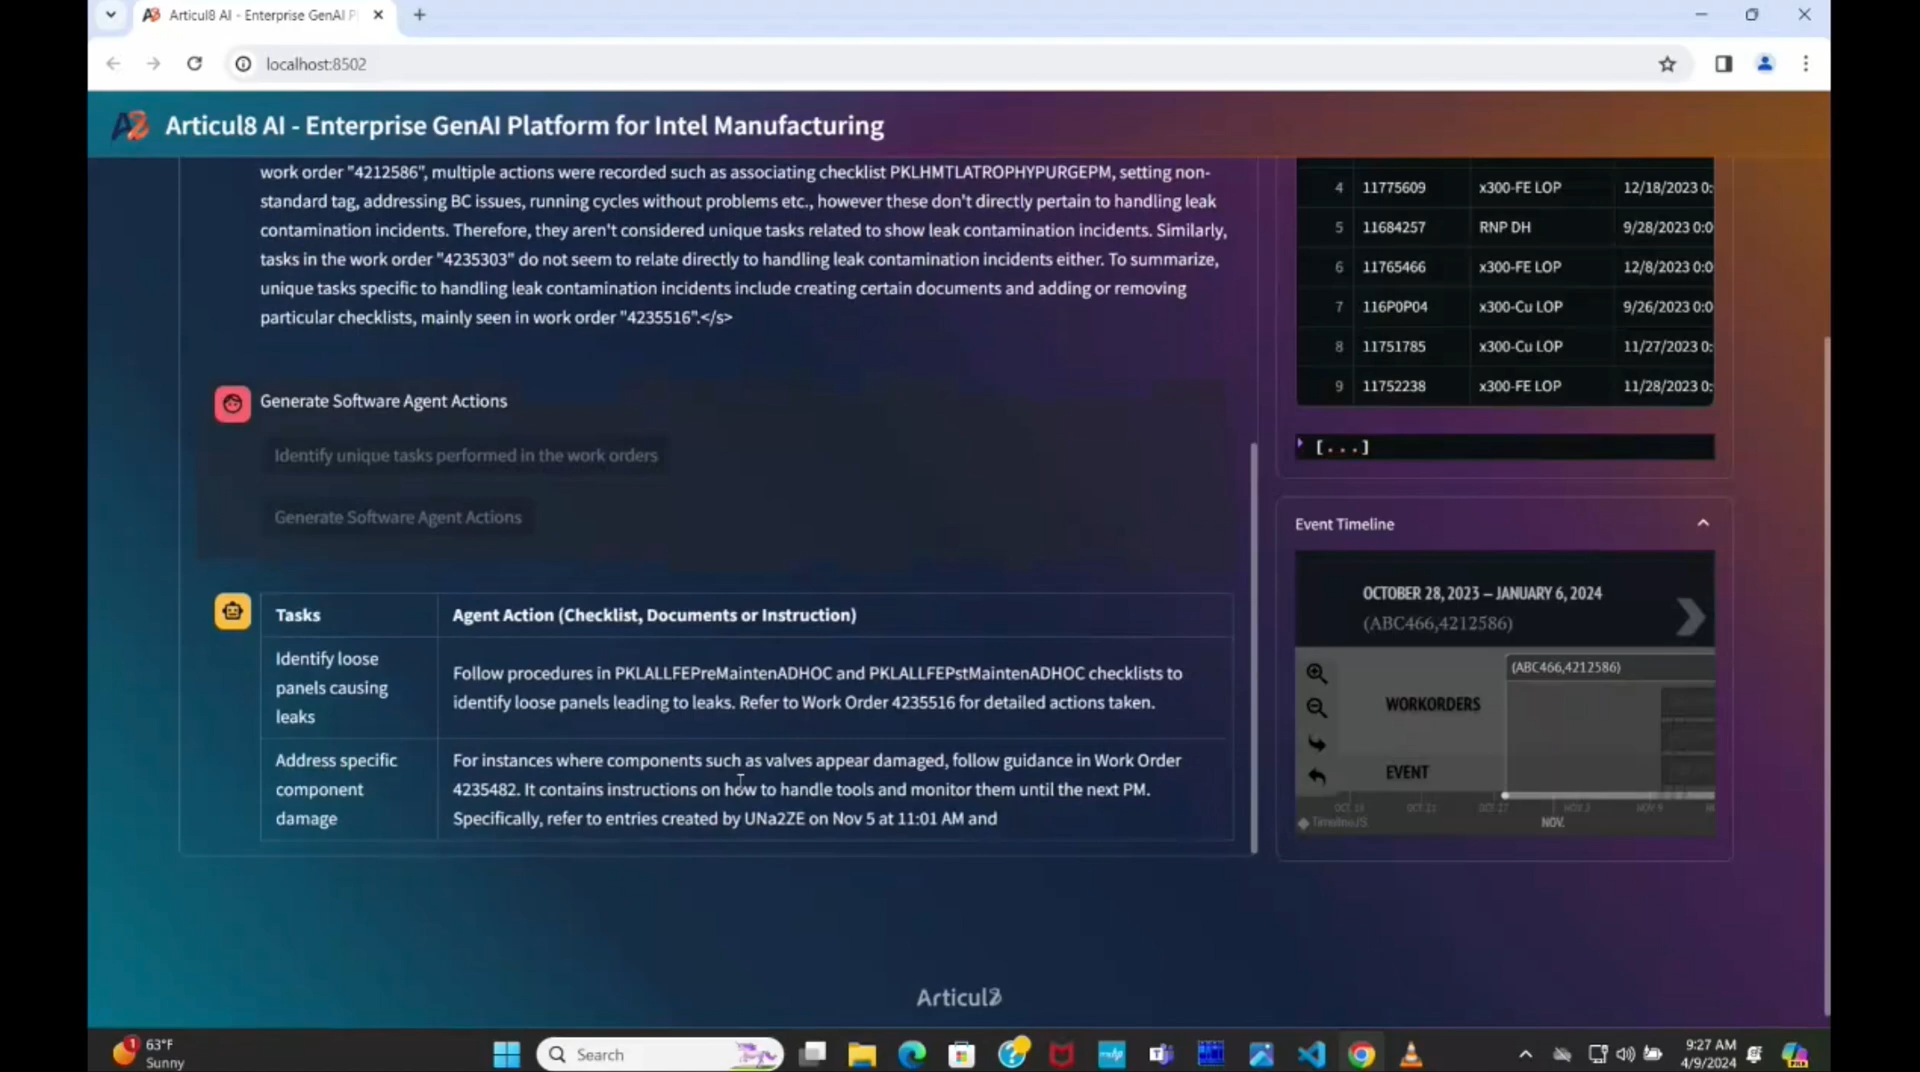 Articul8 AI - Enterprise GenAI P
localhost:8502
Articul8 AI - Enterprise GenAI Platform for Intel Manufacturing
work order "4212586", multiple actions were recorded such as associating checklist PKLHMTLATROPHYPURGEPM, setting non-
standard tag, addressing BC issues, running cycles without problems etc., however these don't directly pertain to handling leak
contamination incidents. Therefore, they aren't considered unique tasks related to show leak contamination incidents. Similarly,
tasks in the work order "4235303" do not seem to relate directly to handling leak contamination incidents either. To summarize,
unique tasks specific to handling leak contamination incidents include creating certain documents and adding or removing
particular checklists, mainly seen in work order "4235516".</s>
Generate Software Agent Actions
Identify unique tasks performed in the work orders
Generate Software Agent Actions
Tasks Agent Action (Checklist, Documents or Instruction)
Identify loose
panels causing
leaks
Follow procedures in PKLALLFEPreMaintenADHOC and PKLALLFEPstMaintenADHOC checklists to
identify loose panels leading to leaks. Refer to Work Order 4235516 for detailed actions taken.
Address specific
component
damage
For instances where components such as valves appear damaged, follow guidance in Work Order
4235482. It contains instructions on how to handle tools and monitor them until the next PM.
Specifically, refer to entries created by UNa2ZE on Nov 5 at 11:01 AM and
4 11775609 x300-FE LOP 12/18/2023 0:
5 11684257 RNP DH 9/28/2023 0:0
6 11765466 x300-FE LOP 12/8/2023 0:0
7 116P0P04 x300-Cu LOP 9/26/2023 0:0
8 11751785 x300-Cu LOP 11/27/2023 0:
9 11752238 x300-FE LOP 11/28/2023 0:
[...]
Event Timeline
OCTOBER 28, 2023 – JANUARY 6, 2024
(ABC466,4212586)
(ABC466,4212586)
WORKORDERS
EVENT
OCT. 21 OCT. 27 NOV. 3 NOV. 9
TimelineJS NOV.
Articul8
63°F
Sunny
Search
9:27 AM
4/9/2024